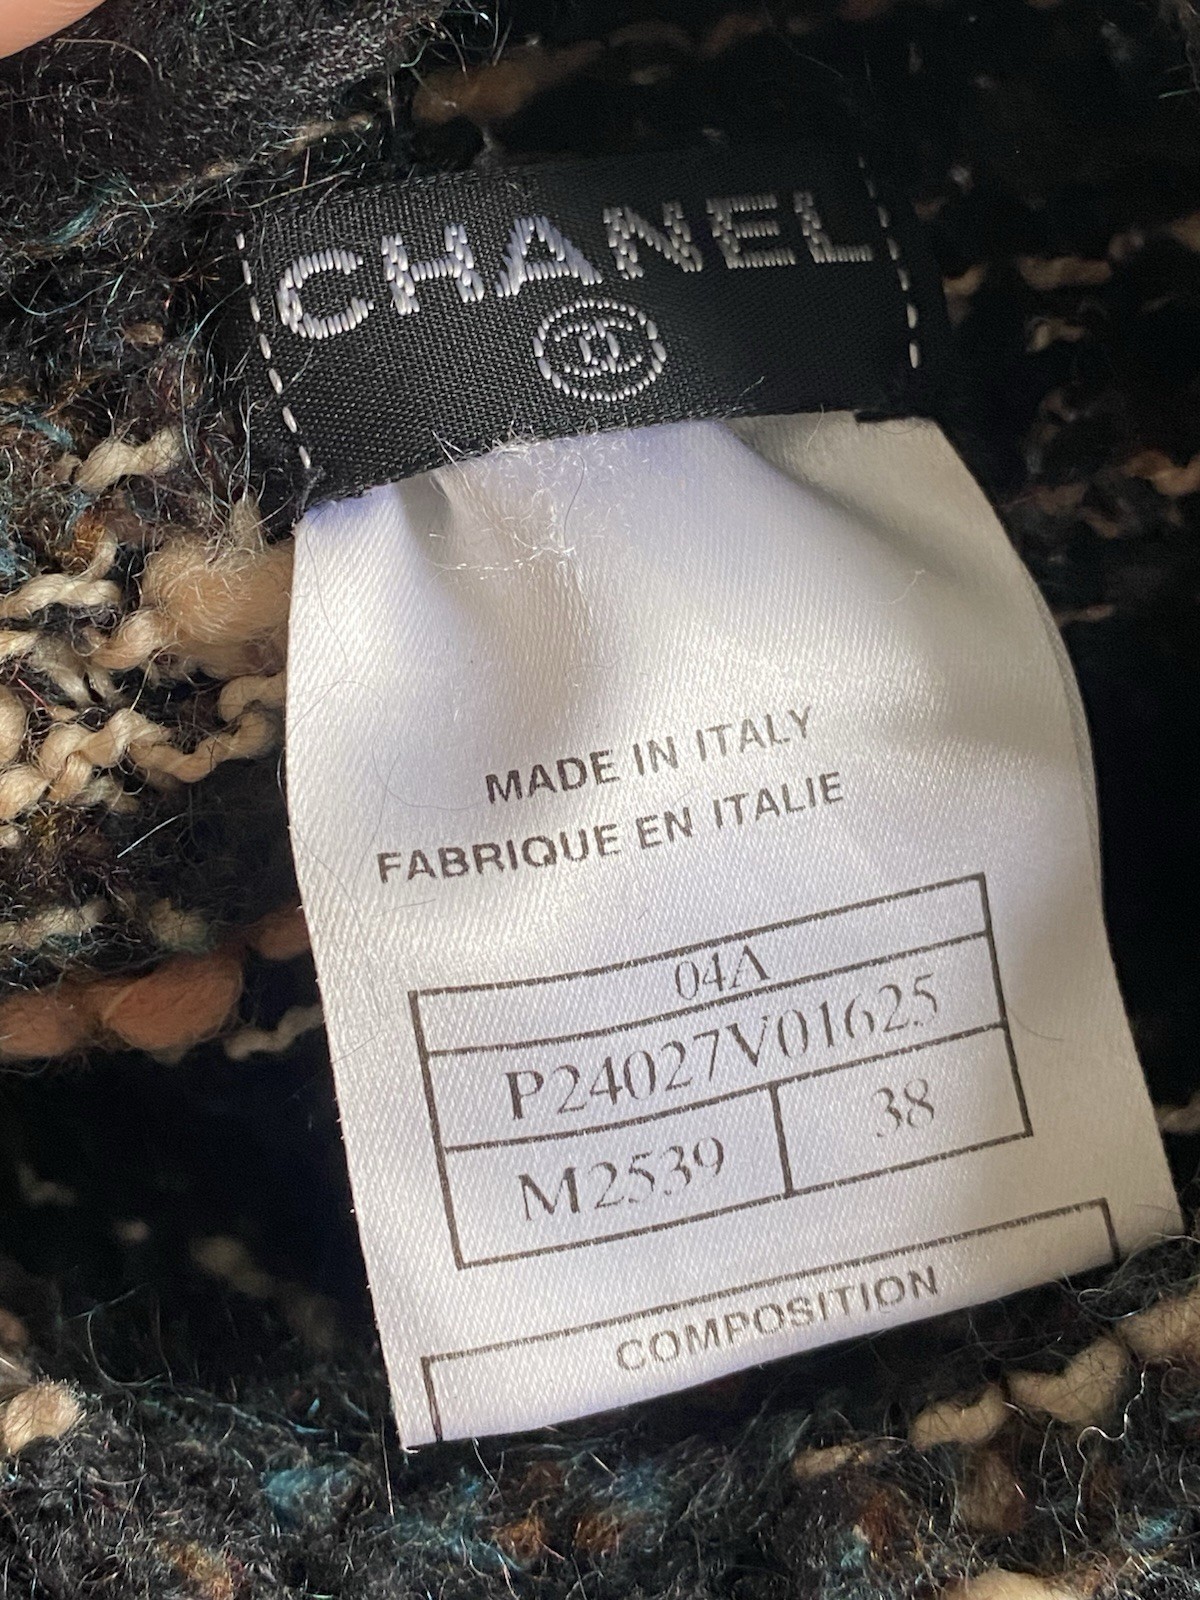 CHANEL
MADE IN ITALY
FABRIQUE EN ITALIE
04A
P24027V01625
M2539 38
COMPOSITION